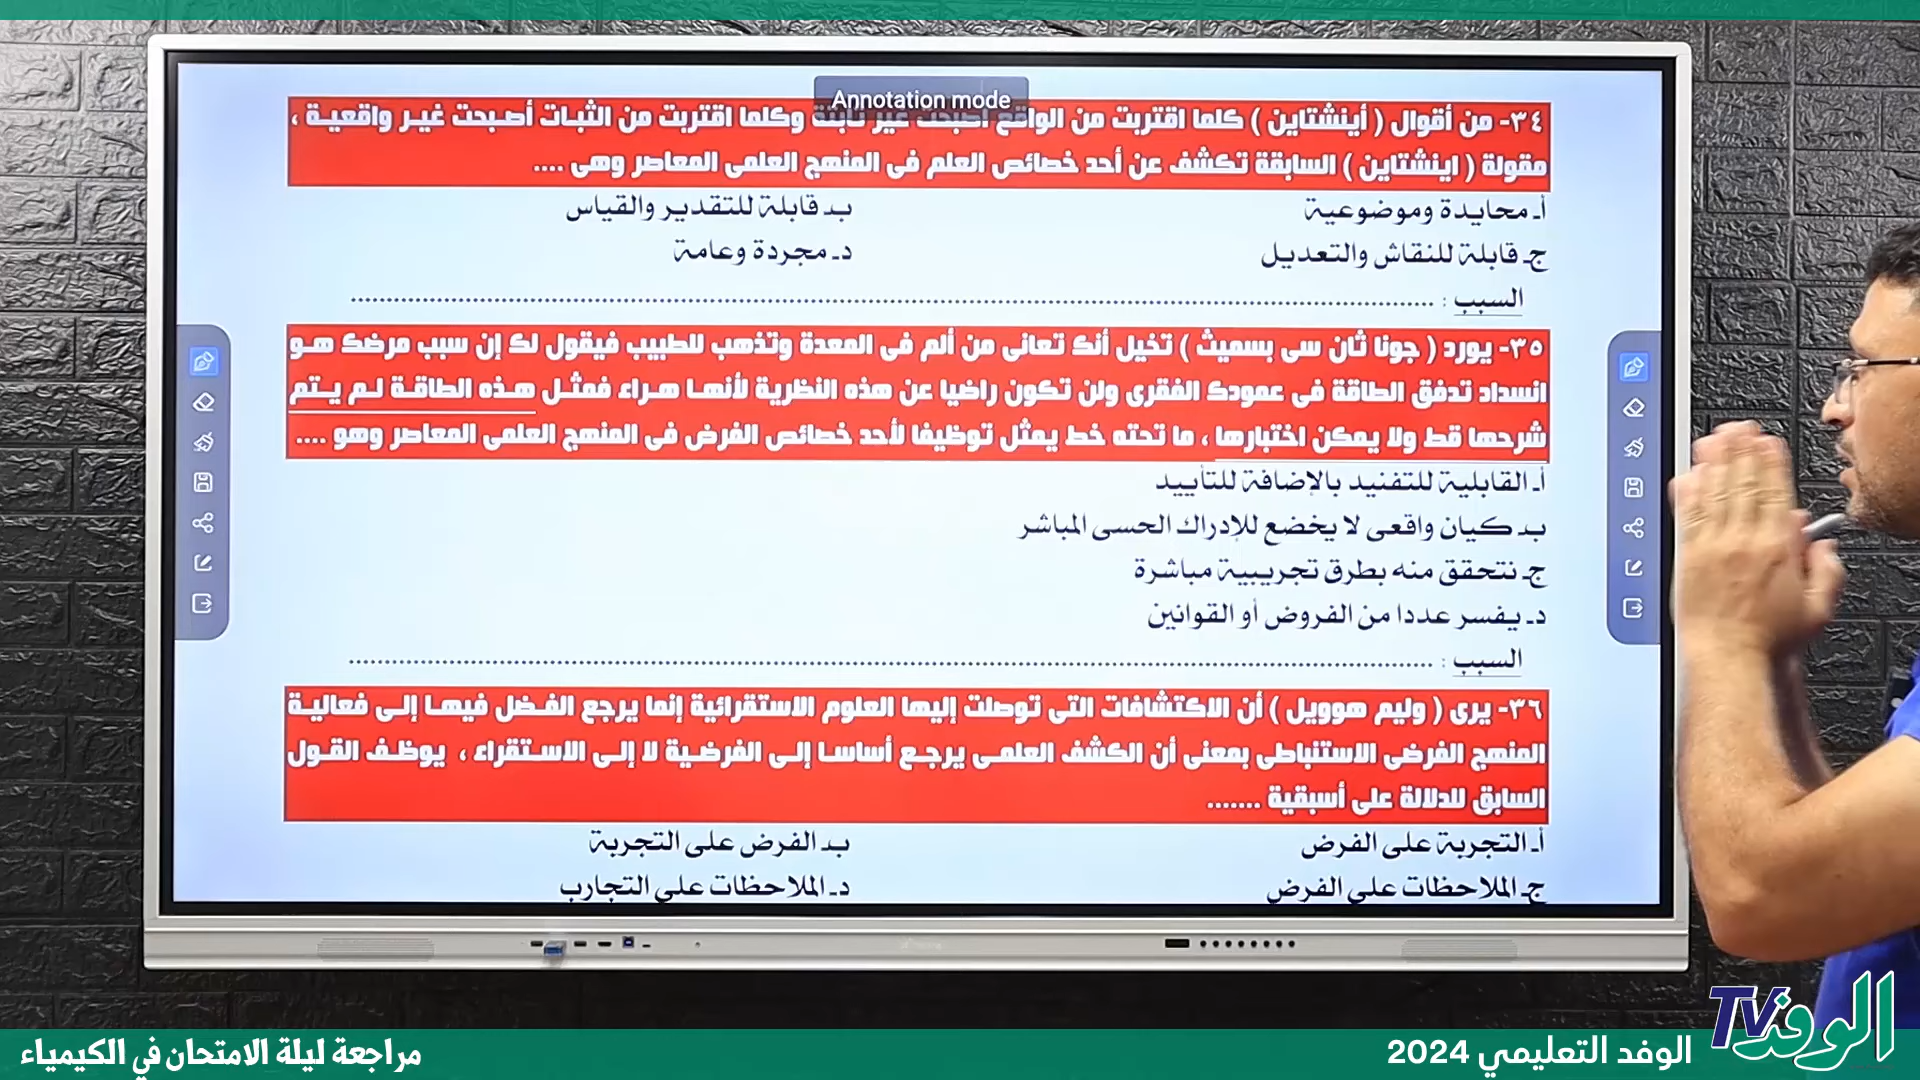 Annotation mode
٣٤- من أقوال ( أينشتاين ) كلما اقتربت من الواقع أصبحت غير ثابتة وكلما اقتربت من الثبات أصبحت غير واقعية ،
مقولة ( اينشتاين ) السابقة تكشف عن أحد خصائص العلم فى المنهج العلمى المعاصر وهى ....
أ- محايدة وموضوعية
ب- قابلة للتقدير والقياس
ج- قابلة للنقاش والتعديل
د- مجردة وعامة
السبب : ........................................
٣٥- يورد ( جونا ثان سى بسميث ) تخيل أنك تعانى من ألم فى المعدة وتذهب للطبيب فيقول لك إن سبب مرضك هو
انسداد تدفق الطاقة فى عمودك الفقرى ولن تكون راضيا عن هذه النظرية لأنها هراء فمثل هذه الطاقة لم يتم
شرحها قط ولا يمكن اختبارها ، ما تحته خط يمثل توظيفا لأحد خصائص الفرض فى المنهج العلمى المعاصر وهو ....
أ- القابلية للتفنيد بالإضافة للتأييد
ب- كيان واقعى لا يخضع للإدراك الحسى المباشر
ج- نتحقق منه بطرق تجريبية مباشرة
د- يفسر عددا من الفروض أو القوانين
السبب : ........................................
٣٦- يرى ( وليم هوويل ) أن الاكتشافات التى توصلت إليها العلوم الاستقرائية إنما يرجع الفضل فيها إلى فعالية
المنهج الفرضى الاستنباطى بمعنى أن الكشف العلمى يرجع أساسا إلى الفرضية لا إلى الاستقراء ، يوظف القول
السابق للدلالة على أسبقية .......
أ- التجربة على الفرض
ب- الفرض على التجربة
ج- الملاحظات على الفرض
د- الملاحظات على التجارب
الوفد TV
الوفد التعليمي 2024
مراجعة ليلة الامتحان في الكيمياء